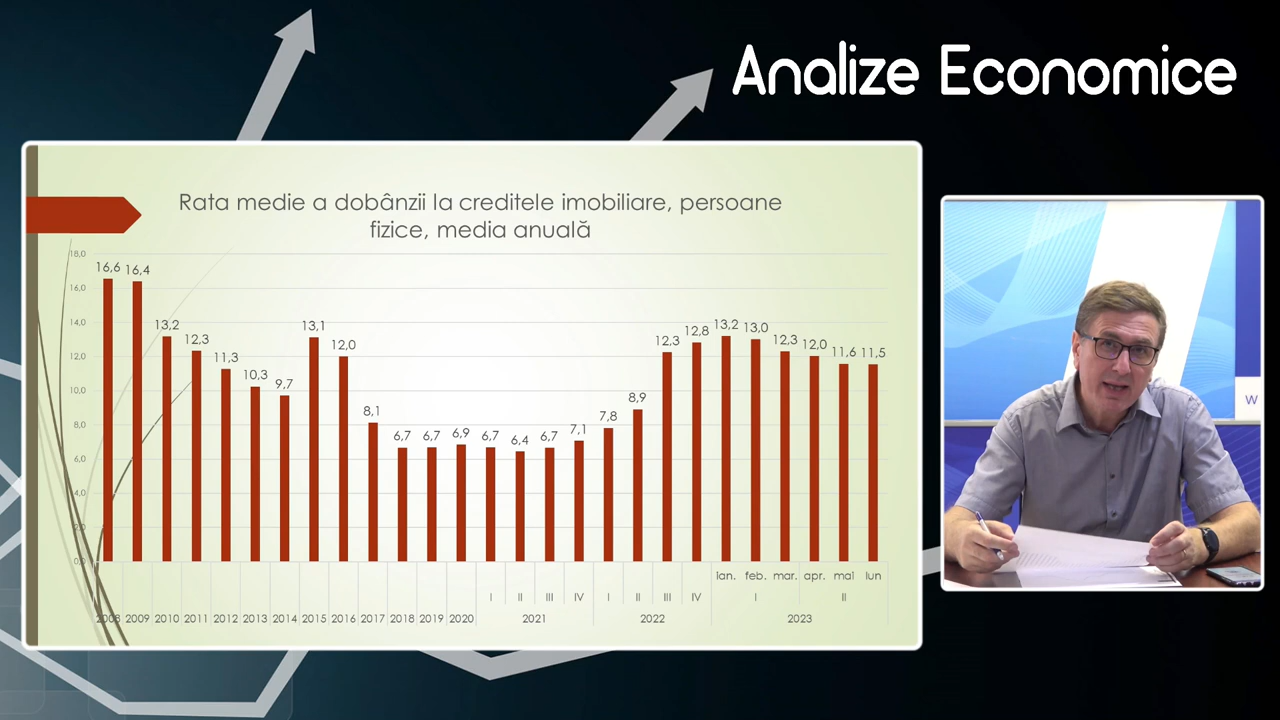 Analize Economice
Rata medie a dobânzii la creditele imobiliare, persoane
fizice, media anuală
18,0
16,0
14,0
12,0
10,0
8,0
6,0
4,0
2,0
0,0
16,6 16,4 13,2 12,3 11,3 10,3 9,7 13,1 12,0 8,1 6,7 6,7 6,9 6,7 6,4 6,7 7,1 7,8 8,9 12,3 12,8 13,2 13,0 12,3 12,0 11,6 11,5
Ian. feb. mar. apr. mai Iun
I II III IV I II III IV I II
2008 2009 2010 2011 2012 2013 2014 2015 2016 2017 2018 2019 2020 2021 2022 2023
W